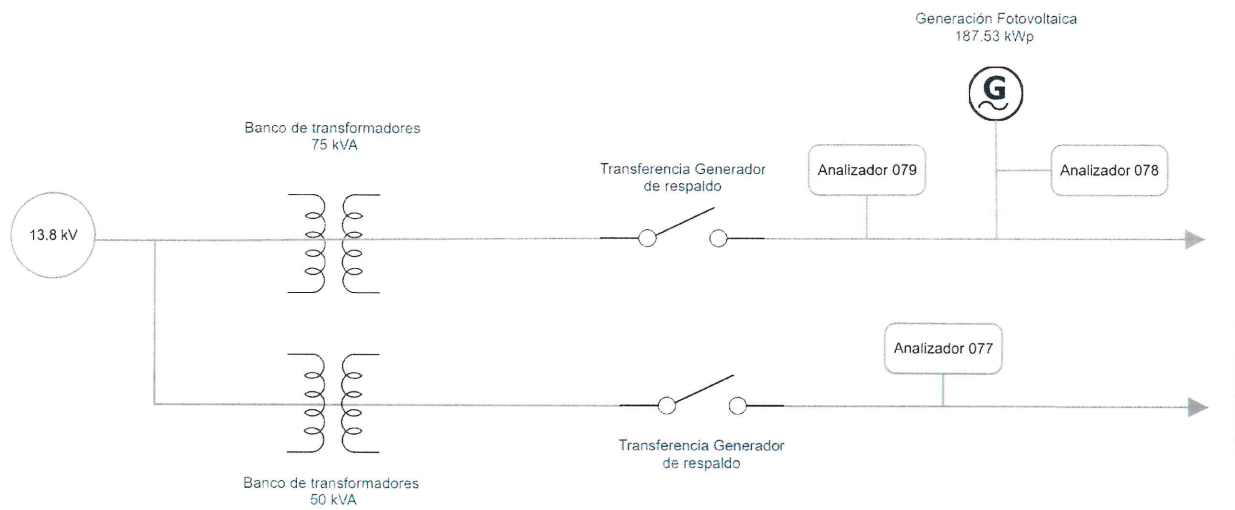 Generación Fotovoltaica
187.53 kWp
G
Banco de transformadores
75 kVA
Transferencia Generador
de respaldo
Analizador 079
Analizador 078
13.8 kV
Analizador 077
Transferencia Generador
de respaldo
Banco de transformadores
50 kVA